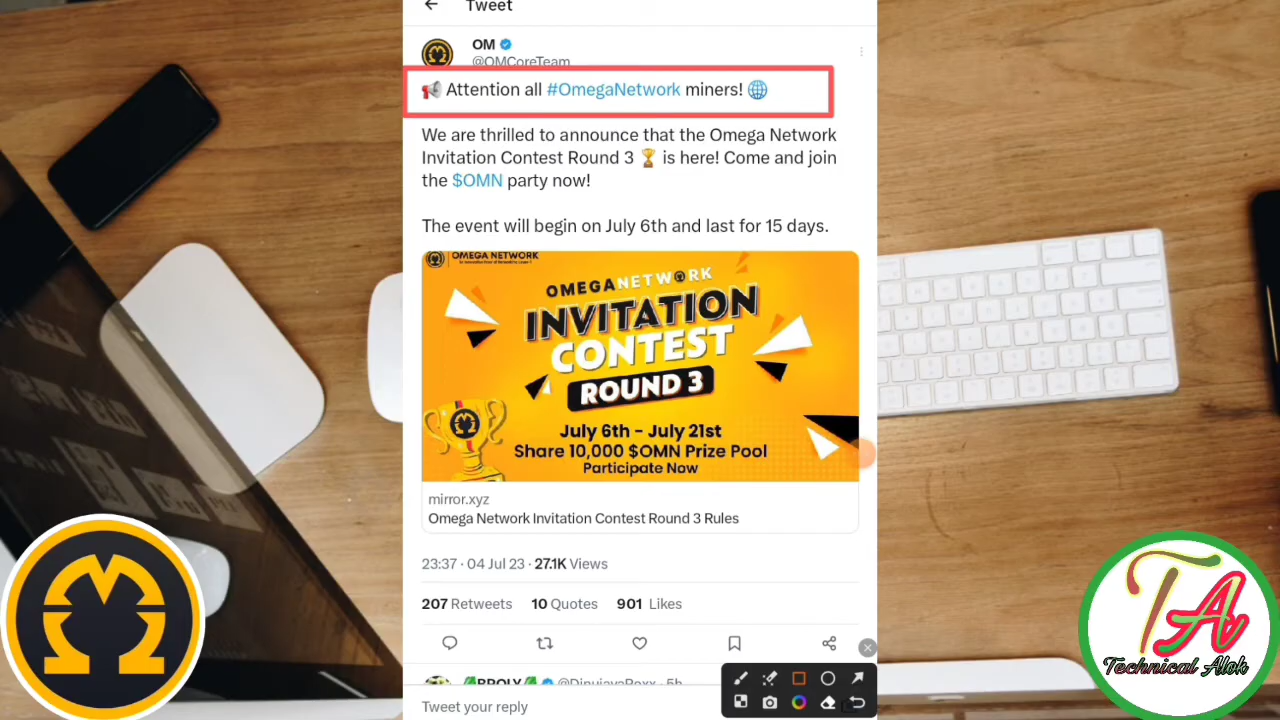 Tweet
OM
@OMCoreTeam
Attention all #OmegaNetwork miners!
We are thrilled to announce that the Omega Network
Invitation Contest Round 3 🏆 is here! Come and join
the $OMN party now!
The event will begin on July 6th and last for 15 days.
OMEGA NETWORK
OMEGANETWORK
INVITATION
CONTEST
ROUND 3
July 6th - July 21st
Share 10,000 $OMN Prize Pool
Participate Now
mirror.xyz
Omega Network Invitation Contest Round 3 Rules
23:37 · 04 Jul 23 · 27.1K Views
207 Retweets 10 Quotes 901 Likes
Tweet your reply
TA
Technical Alok